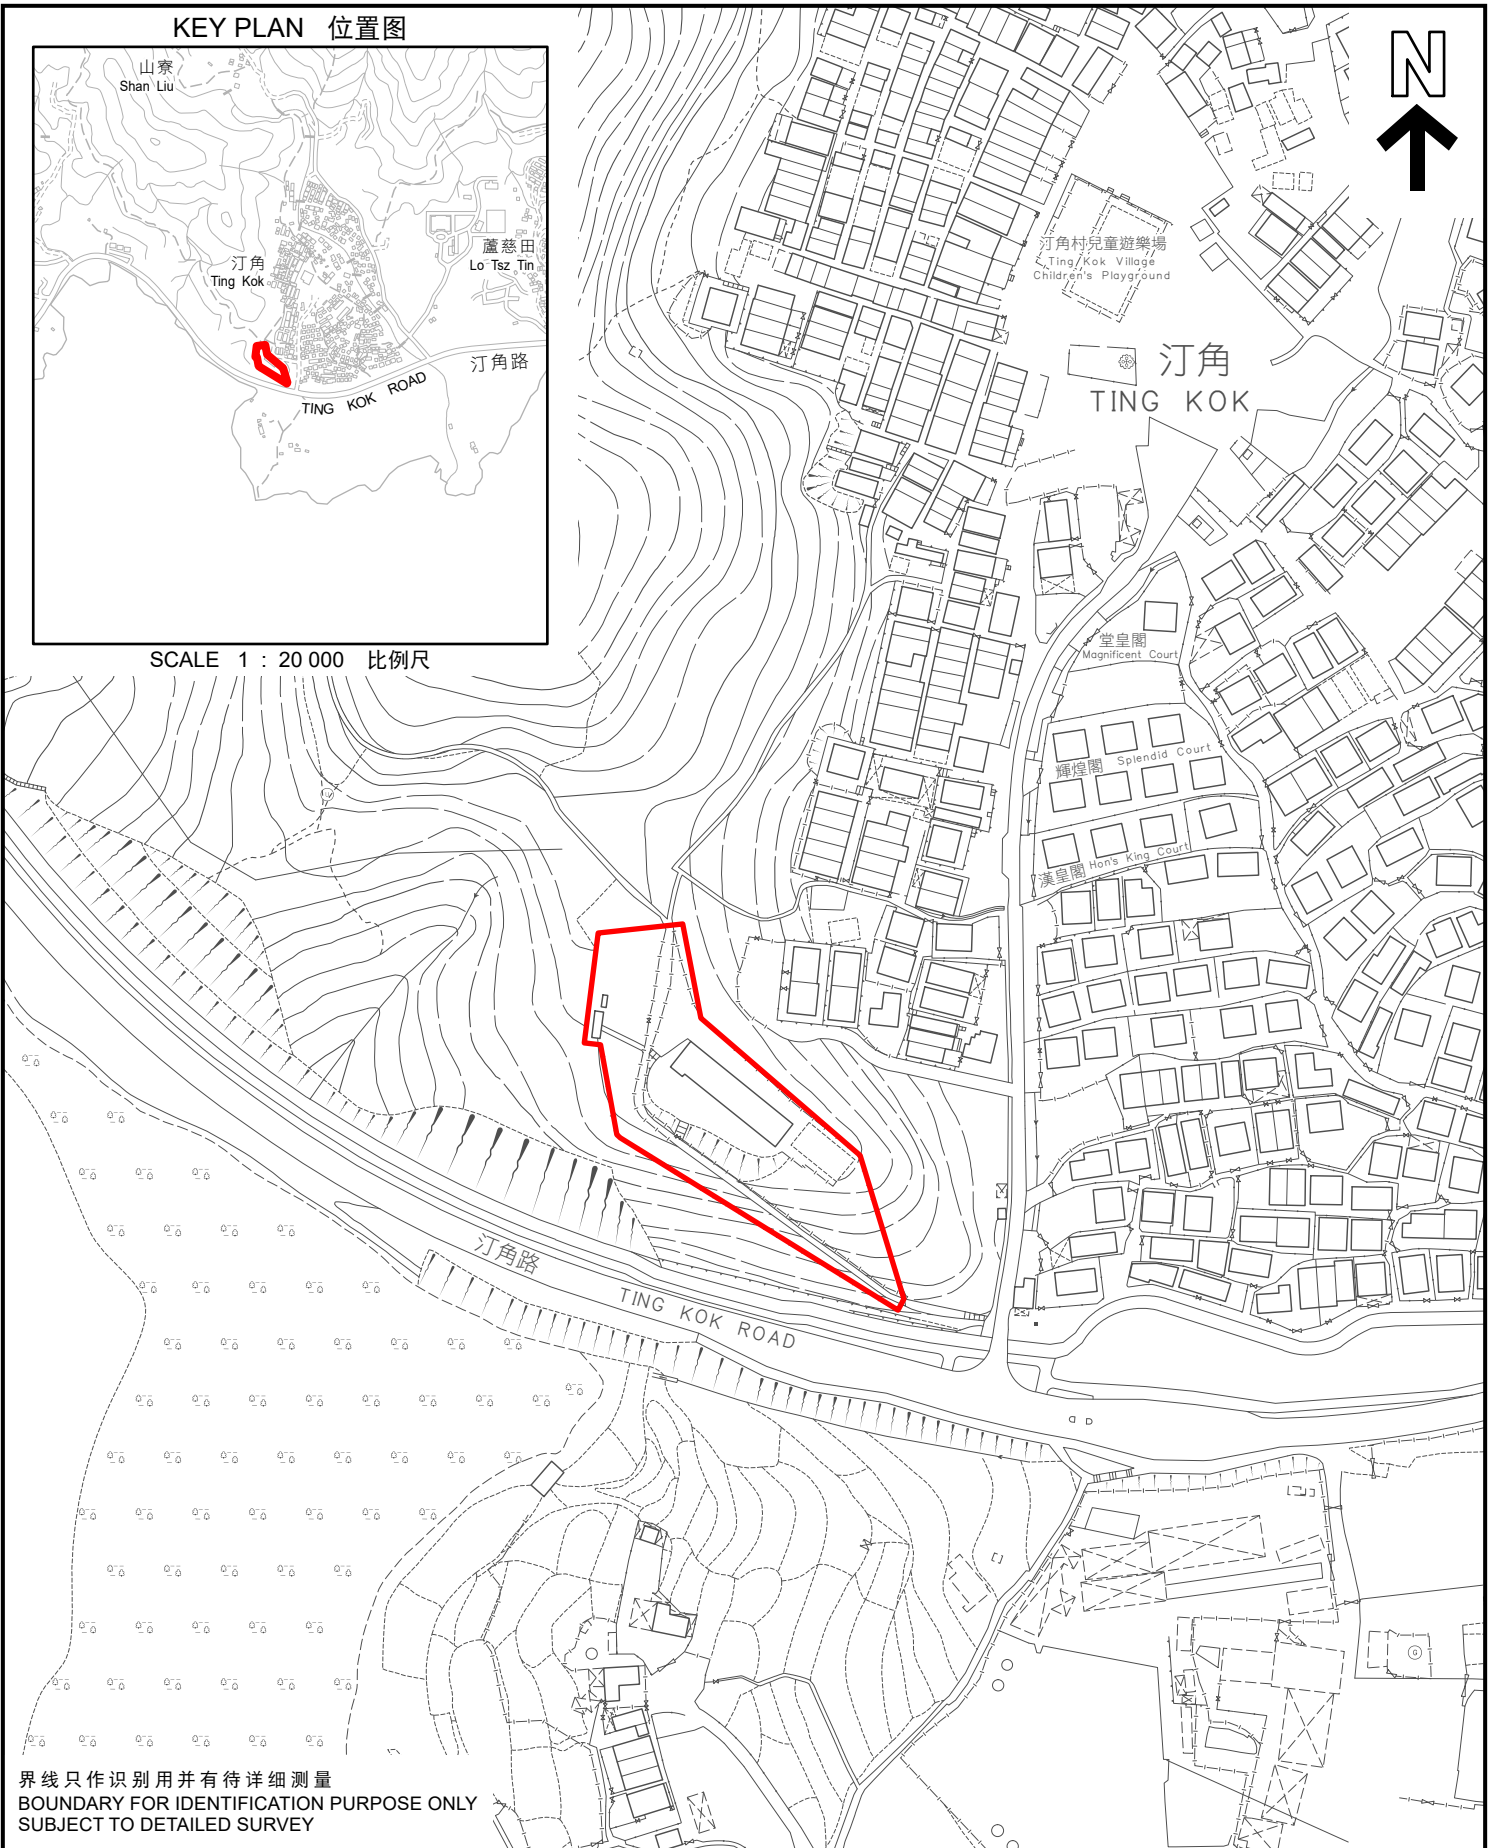 KEY PLAN 位置图
山寮
Shan Liu
汀角
Ting Kok
蘆慈田
Lo Tsz Tin
汀角路
TING KOK ROAD
SCALE 1 : 20 000 比例尺
N
汀角村兒童遊樂場
Ting Kok Village
Children's Playground
汀角
TING KOK
堂皇閣
Magnificent Court
輝煌閣 Splendid Court
漢皇閣 Hon's King Court
汀角路
TING KOK ROAD
G
界线只作识别用并有待详细测量
BOUNDARY FOR IDENTIFICATION PURPOSE ONLY
SUBJECT TO DETAILED SURVEY